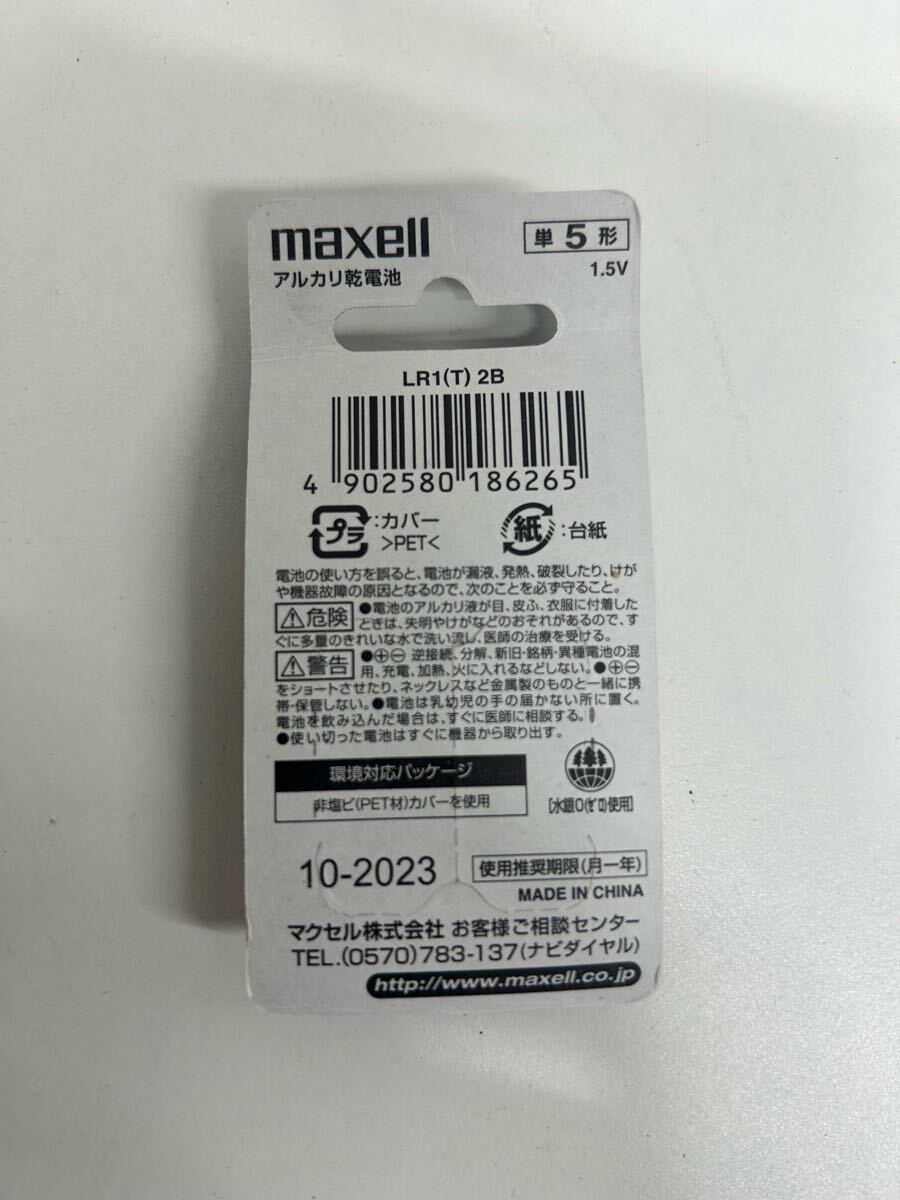 maxell
単5形
アルカリ乾電池
1.5V
LR1(T) 2B
4 902580 186265
プラ :カバー
>PET<
紙 :台紙
電池の使い方を誤ると、電池が漏液、発熱、破裂したり、けが
や機器故障の原因となるので、次のことを必ず守ること。
⚠危険 ●電池のアルカリ液が目、皮ふ、衣服に付着した
ときは、失明やけがなどのおそれがあるので、す
ぐに多量のきれいな水で洗い流し、医師の治療を受ける。
⚠警告 ●⊕⊖ 逆接続、分解、新旧・銘柄・異種電池の混
用、充電、加熱、火に入れるなどしない。●⊕⊖
をショートさせたり、ネックレスなど金属製のものと一緒に携
帯・保管しない。●電池は乳幼児の手の届かない所に置く。
電池を飲み込んだ場合は、すぐに医師に相談する。
●使い切った電池はすぐに機器から取り出す。
環境対応パッケージ
非塩ビ(PET材)カバーを使用
[水銀0(ゼロ)使用]
10-2023
使用推奨期限(月一年)
MADE IN CHINA
マクセル株式会社 お客様ご相談センター
TEL.(0570)783-137(ナビダイヤル)
http://www.maxell.co.jp